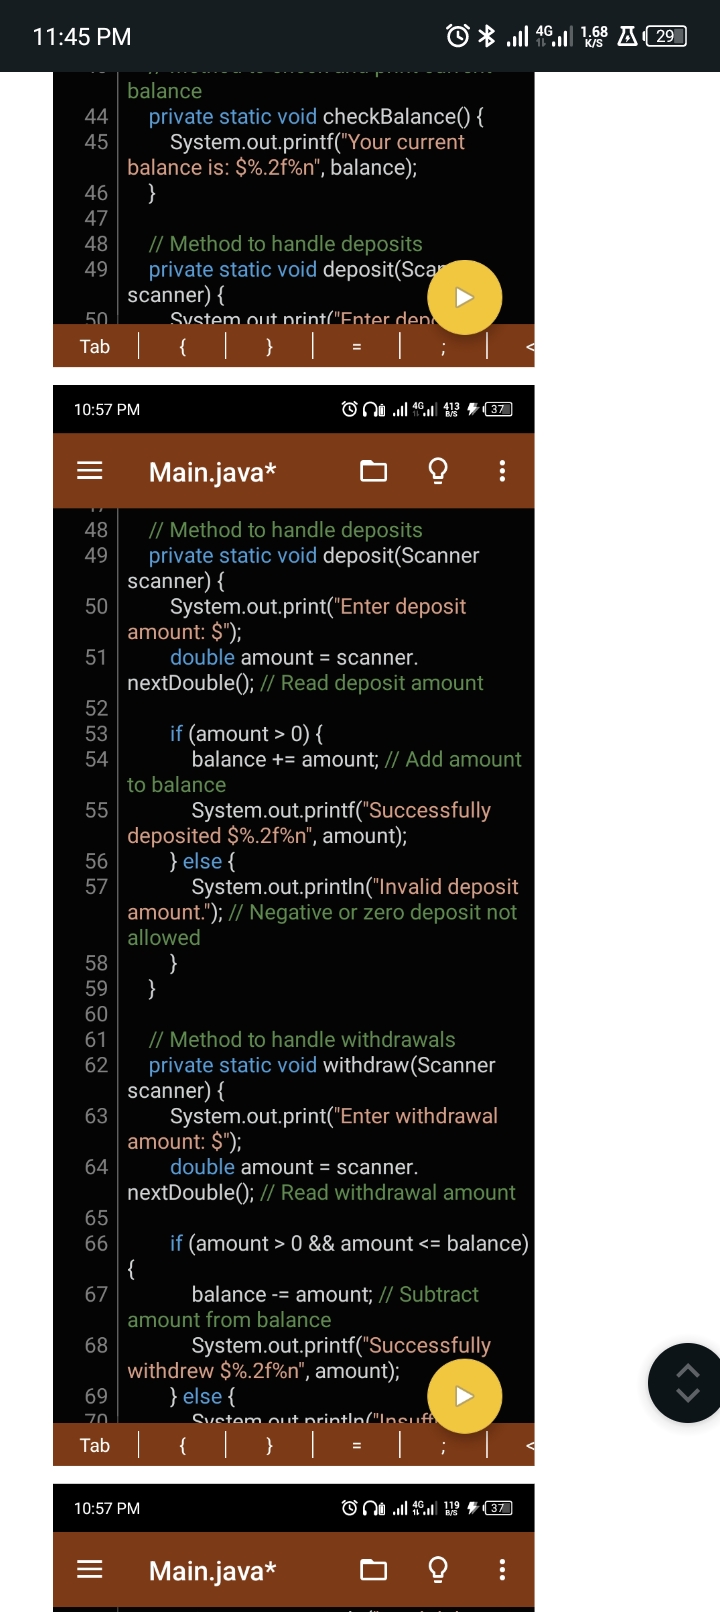 11:45 PM 4G 1.68 K/S 29
balance
44 private static void checkBalance() {
45 System.out.printf("Your current
balance is: $%.2f%n", balance);
46 }
47
48 // Method to handle deposits
49 private static void deposit(Scan
scanner) {
50 System.out.print("Enter depo
Tab { } = ; <
10:57 PM 4G 413 B/S 37
Main.java*
48 // Method to handle deposits
49 private static void deposit(Scanner
scanner) {
50 System.out.print("Enter deposit
amount: $");
51 double amount = scanner.
nextDouble(); // Read deposit amount
52
53 if (amount > 0) {
54 balance += amount; // Add amount
to balance
55 System.out.printf("Successfully
deposited $%.2f%n", amount);
56 } else {
57 System.out.println("Invalid deposit
amount."); // Negative or zero deposit not
allowed
58 }
59 }
60
61 // Method to handle withdrawals
62 private static void withdraw(Scanner
scanner) {
63 System.out.print("Enter withdrawal
amount: $");
64 double amount = scanner.
nextDouble(); // Read withdrawal amount
65
66 if (amount > 0 && amount <= balance)
{
67 balance -= amount; // Subtract
amount from balance
68 System.out.printf("Successfully
withdrew $%.2f%n", amount);
69 } else {
70 System.out.println("Insuff
Tab { } = ; <
10:57 PM 4G 119 B/S 37
Main.java*